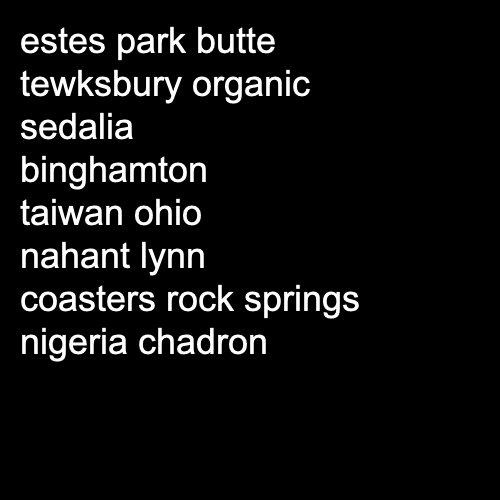 estes park butte
tewksbury organic
sedalia
binghamton
taiwan ohio
nahant lynn
coasters rock springs
nigeria chadron